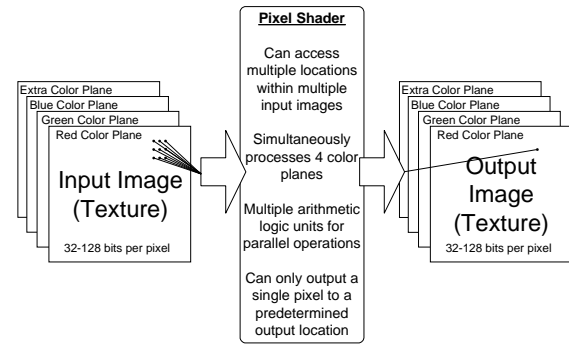 Extra Color Plane
Blue Color Plane
Green Color Plane
Red Color Plane
Input Image
(Texture)
32-128 bits per pixel
Pixel Shader
Can access
multiple locations
within multiple
input images
Simultaneously
processes 4 color
planes
Multiple arithmetic
logic units for
parallel operations
Can only output a
single pixel to a
predetermined
output location
Extra Color Plane
Blue Color Plane
Green Color Plane
Red Color Plane
Output
Image
(Texture)
32-128 bits per pixel